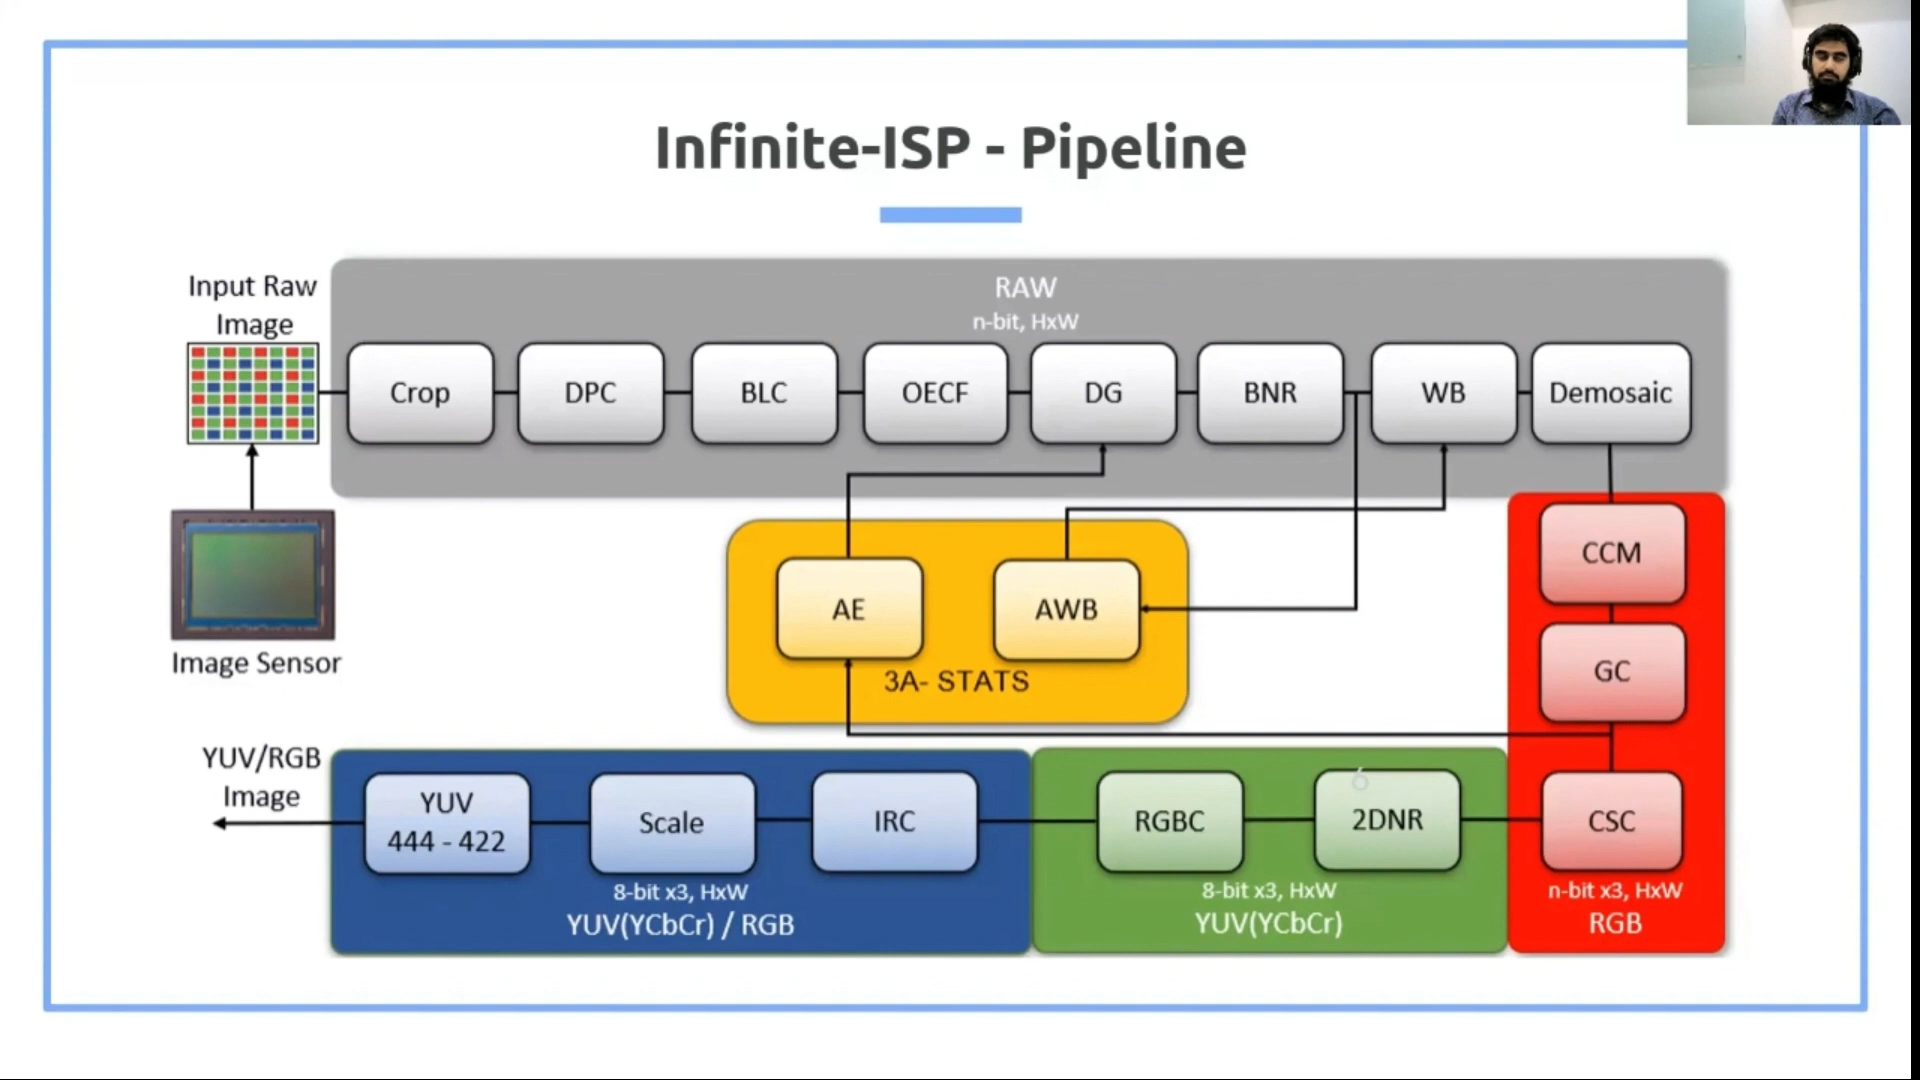 Infinite-ISP - Pipeline
Input Raw
Image
RAW
n-bit, HxW
Crop
DPC
BLC
OECF
DG
BNR
WB
Demosaic
Image Sensor
AE
AWB
3A- STATS
CCM
GC
CSC
n-bit x3, HxW
RGB
6
2DNR
RGBC
8-bit x3, HxW
YUV(YCbCr)
IRC
Scale
YUV
444 - 422
8-bit x3, HxW
YUV(YCbCr) / RGB
YUV/RGB
Image